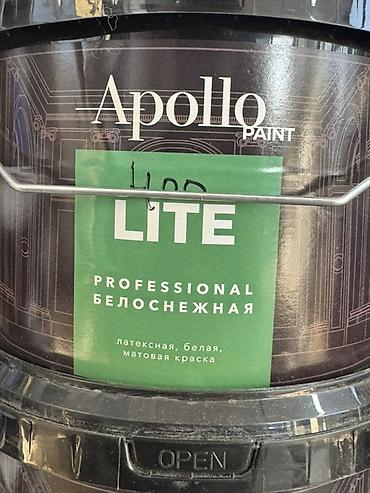 Apollo
PAINT
LITE
PROFESSIONAL
БЕЛОСНЕЖНАЯ
латексная, белая,
матовая краска
OPEN